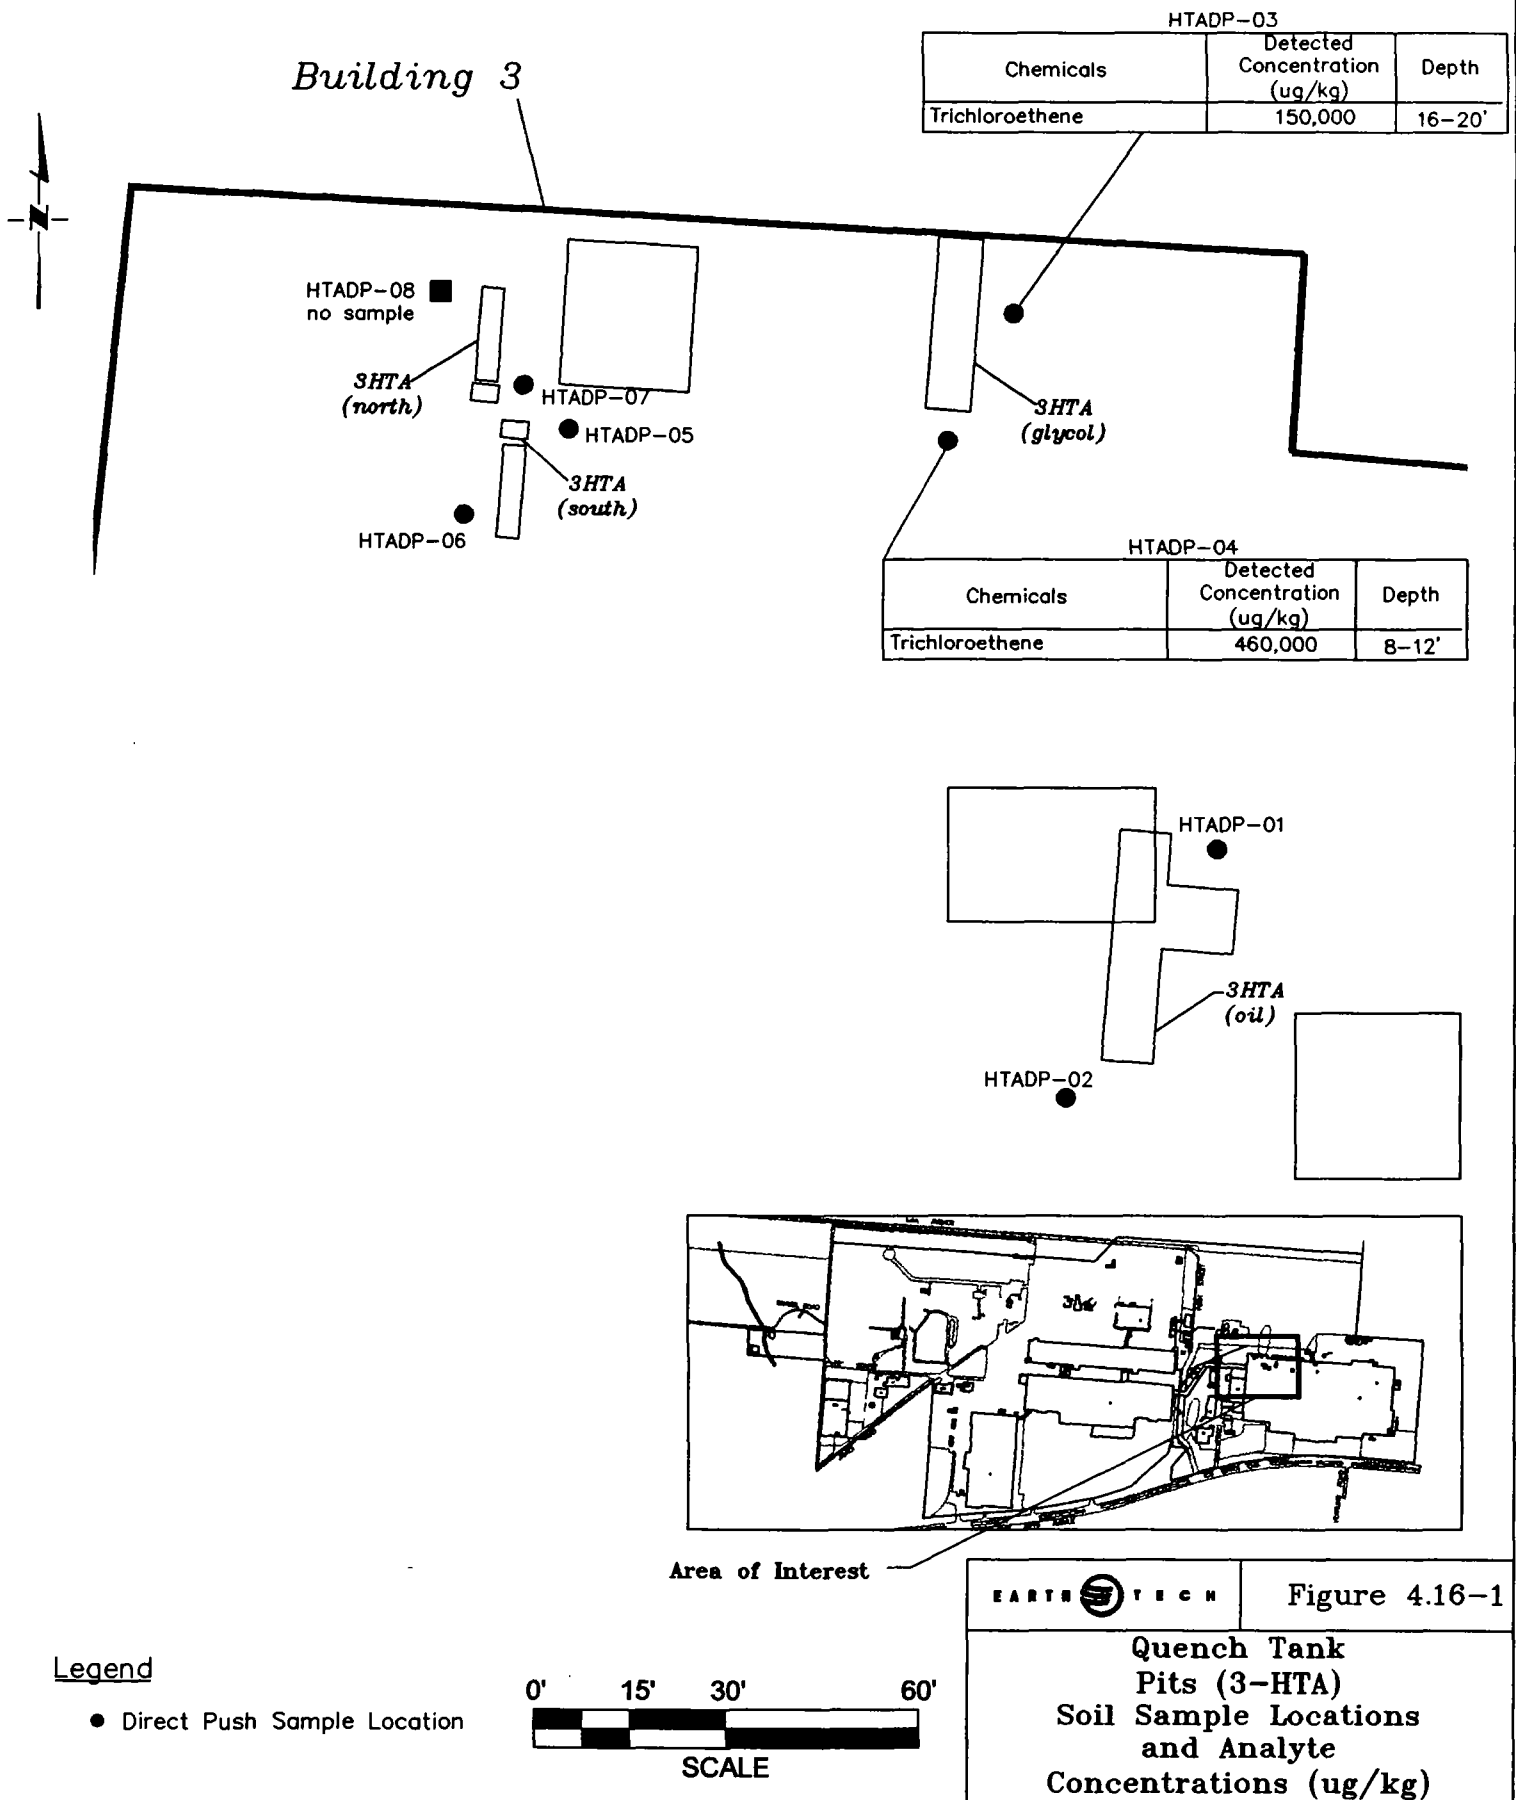 HTADP-03
Chemicals
Detected
Concentration
(ug/kg)
Depth
Trichloroethene 150,000 16-20'
Building 3
N
HTADP-08
no sample
3HTA
(north)
HTADP-07
HTADP-05
3HTA
(south)
HTADP-06
3HTA
(glycol)
HTADP-04
Chemicals
Detected
Concentration
(ug/kg)
Depth
Trichloroethene 460,000 8-12'
HTADP-01
3HTA
(oil)
HTADP-02
Area of Interest
EARTH TECH
Figure 4.16-1
Quench Tank
Pits (3-HTA)
Soil Sample Locations
and Analyte
Concentrations (ug/kg)
Legend
Direct Push Sample Location
0' 15' 30' 60'
SCALE